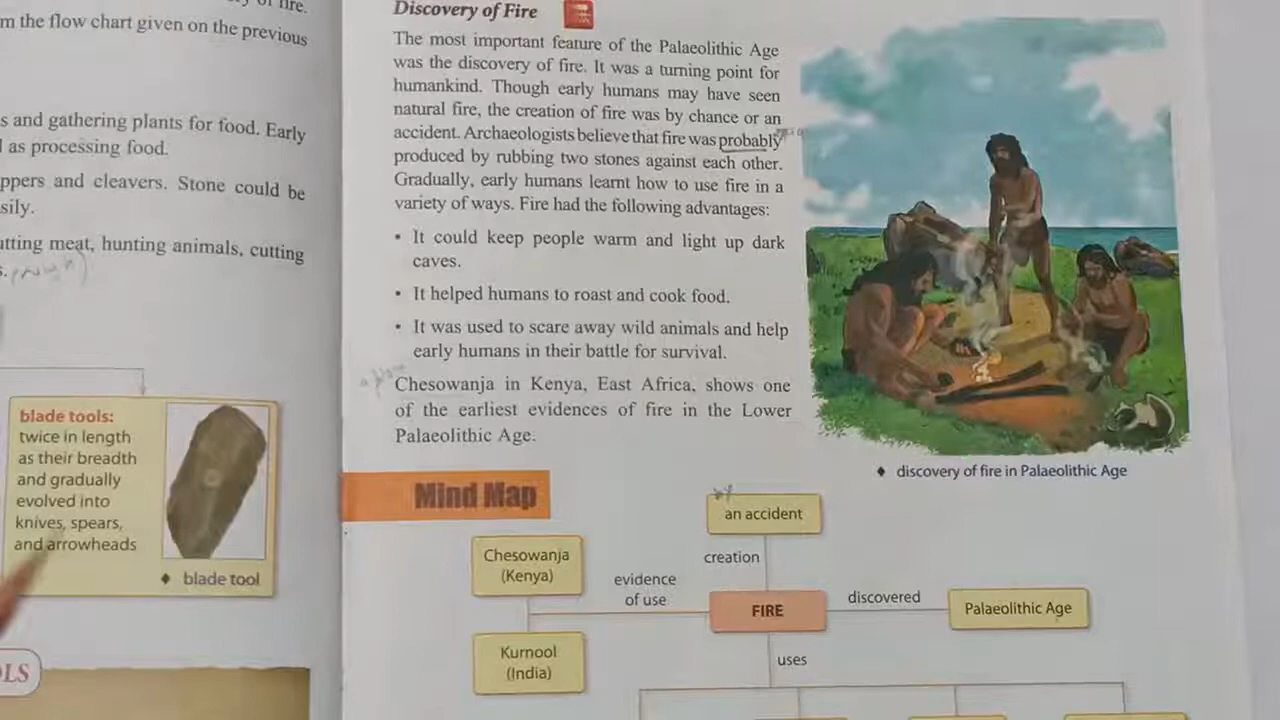 of fire.
m the flow chart given on the previous
s and gathering plants for food. Early
as processing food.
ppers and cleavers. Stone could be
sily.
utting meat, hunting animals, cutting
s.
blade tools:
twice in length
as their breadth
and gradually
evolved into
knives, spears,
and arrowheads
♦ blade tool
OLS
Discovery of Fire
The most important feature of the Palaeolithic Age
was the discovery of fire. It was a turning point for
humankind. Though early humans may have seen
natural fire, the creation of fire was by chance or an
accident. Archaeologists believe that fire was probably
produced by rubbing two stones against each other.
Gradually, early humans learnt how to use fire in a
variety of ways. Fire had the following advantages:
• It could keep people warm and light up dark
caves.
• It helped humans to roast and cook food.
• It was used to scare away wild animals and help
early humans in their battle for survival.
Chesowanja in Kenya, East Africa, shows one
of the earliest evidences of fire in the Lower
Palaeolithic Age.
♦ discovery of fire in Palaeolithic Age
Mind Map
by
an accident
creation
Chesowanja
(Kenya)
evidence
of use
FIRE
discovered
Palaeolithic Age
Kurnool
(India)
uses